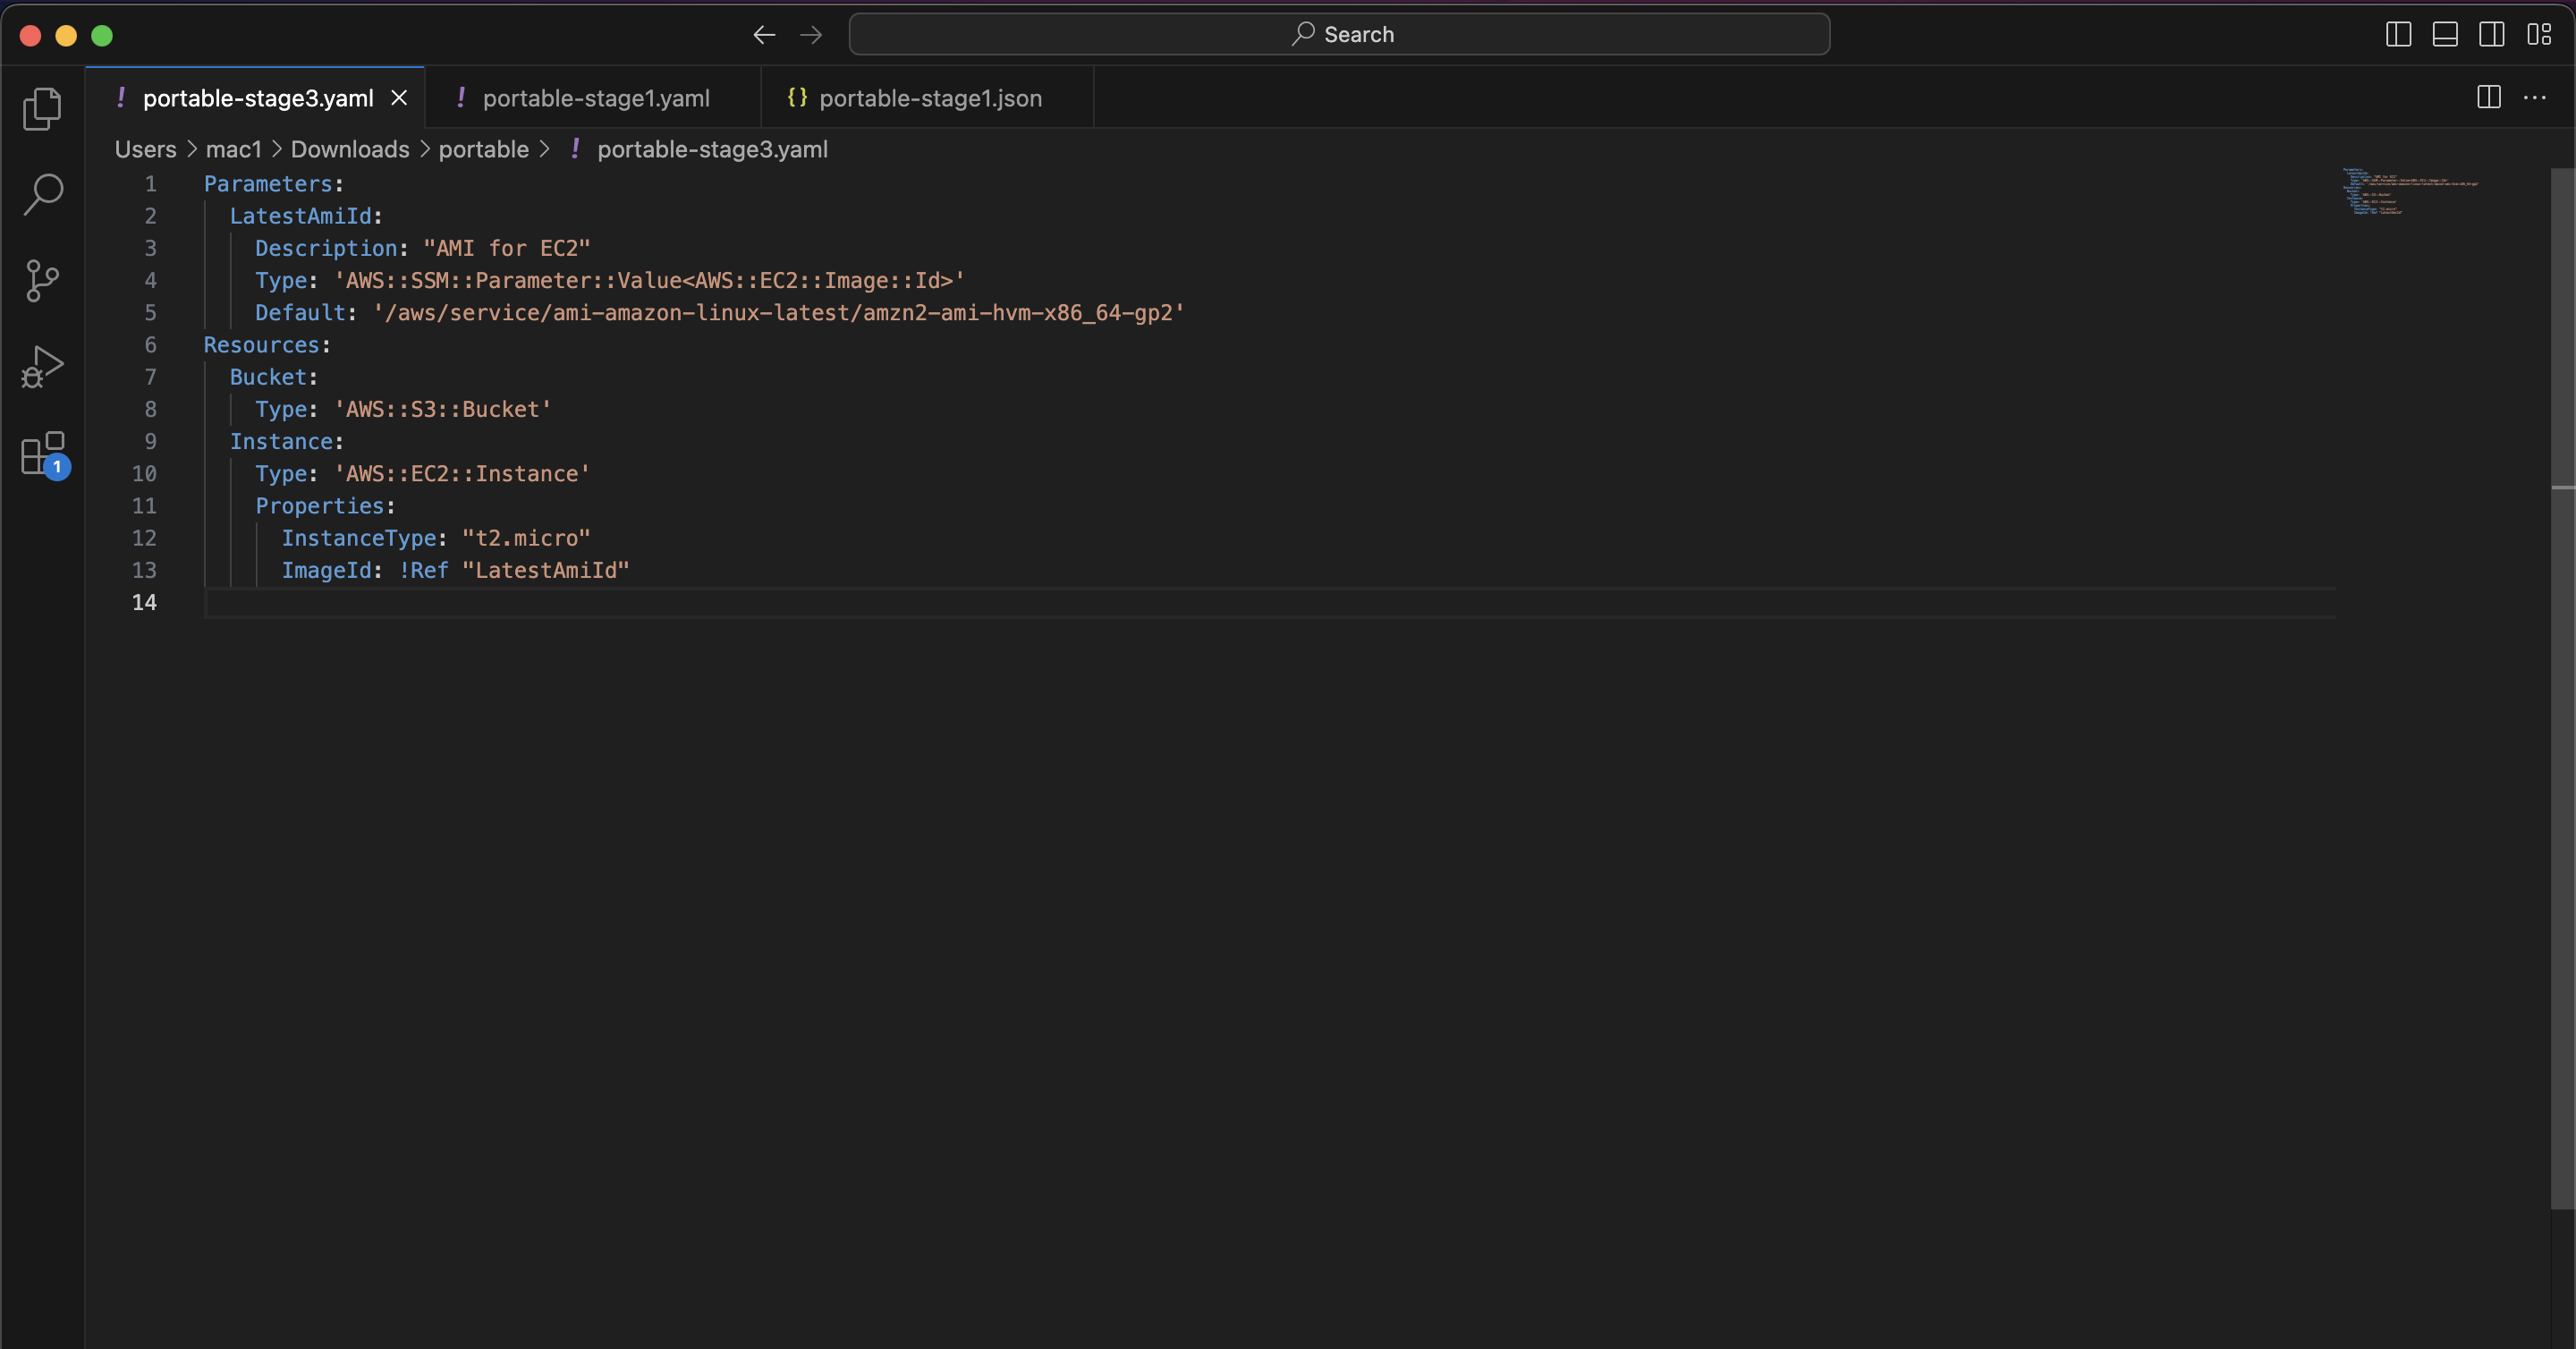 Search
! portable-stage3.yaml ! portable-stage1.yaml {} portable-stage1.json
Users > mac1 > Downloads > portable > ! portable-stage3.yaml
1 Parameters:
2   LatestAmiId:
3     Description: "AMI for EC2"
4     Type: 'AWS::SSM::Parameter::Value<AWS::EC2::Image::Id>'
5     Default: '/aws/service/ami-amazon-linux-latest/amzn2-ami-hvm-x86_64-gp2'
6 Resources:
7   Bucket:
8     Type: 'AWS::S3::Bucket'
9   Instance:
10     Type: 'AWS::EC2::Instance'
11     Properties:
12       InstanceType: "t2.micro"
13       ImageId: !Ref "LatestAmiId"
14
1